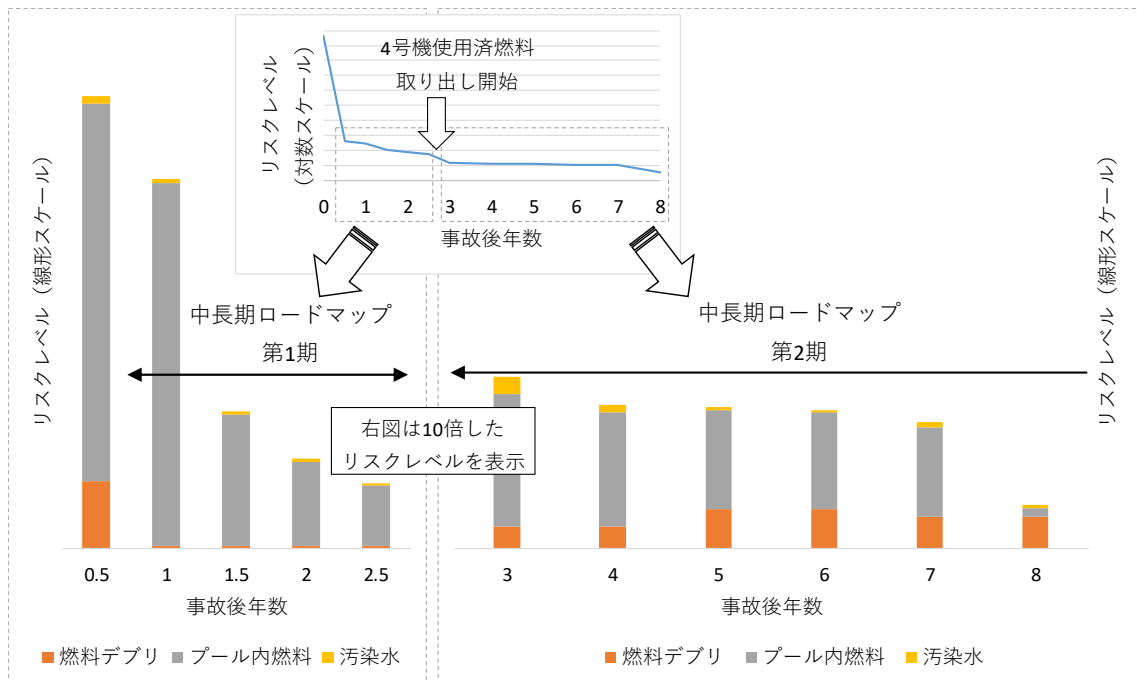 4号機使用済燃料
取り出し開始
リスクレベル
（対数スケール）
0 1 2 3 4 5 6 7 8
事故後年数
リスクレベル（線形スケール）
中長期ロードマップ
第1期
0.5 1 1.5 2 2.5
事故後年数
燃料デブリ プール内燃料 汚染水
右図は10倍した
リスクレベルを表示
中長期ロードマップ
第2期
リスクレベル（線形スケール）
3 4 5 6 7 8
事故後年数
燃料デブリ プール内燃料 汚染水